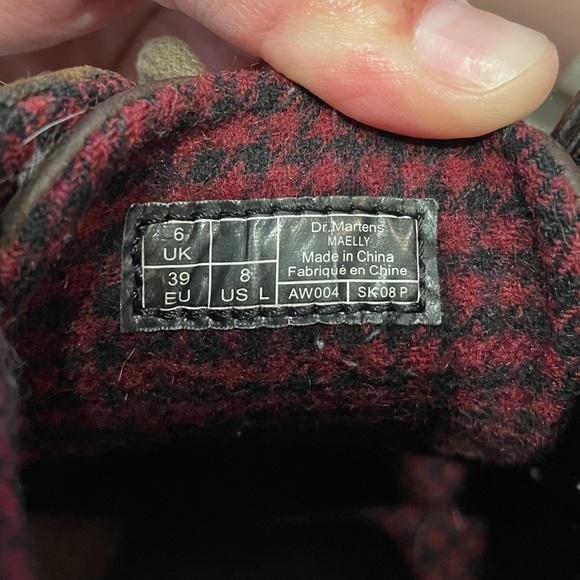 6
UK
39
EU
8
US L
Dr.Martens
MAELLY
Made in China
Fabriqué en Chine
AW004
SK 08 P